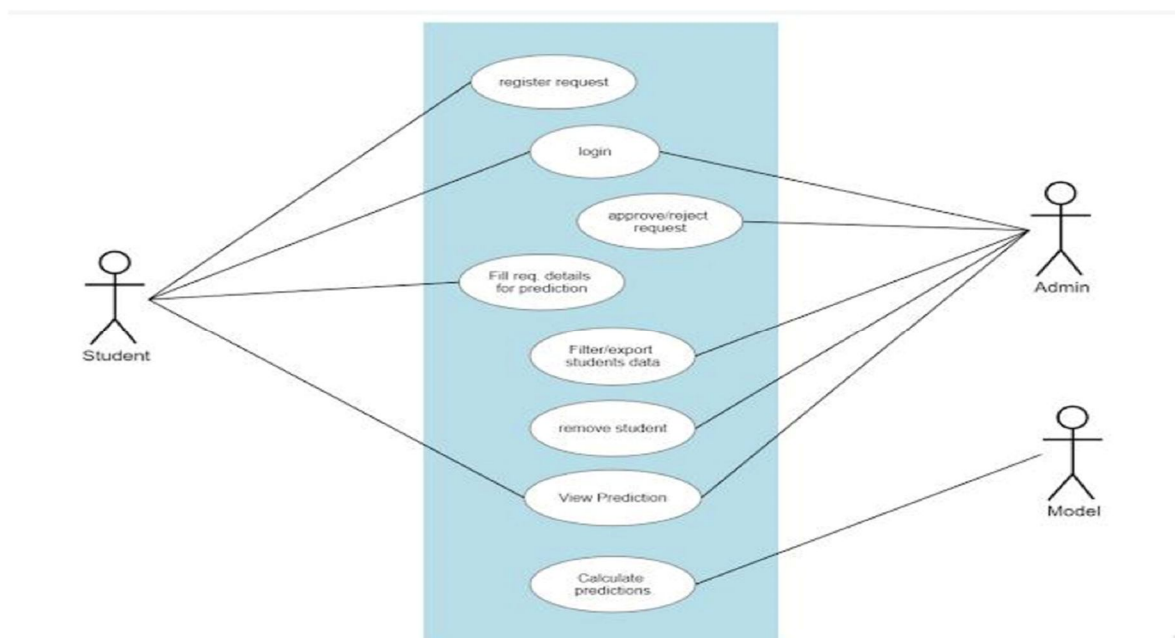 register request
login
approve/reject
request
Fill req. details
for prediction
Student
Admin
Filter/export
students data
remove student
View Prediction
Model
Calculate
predictions